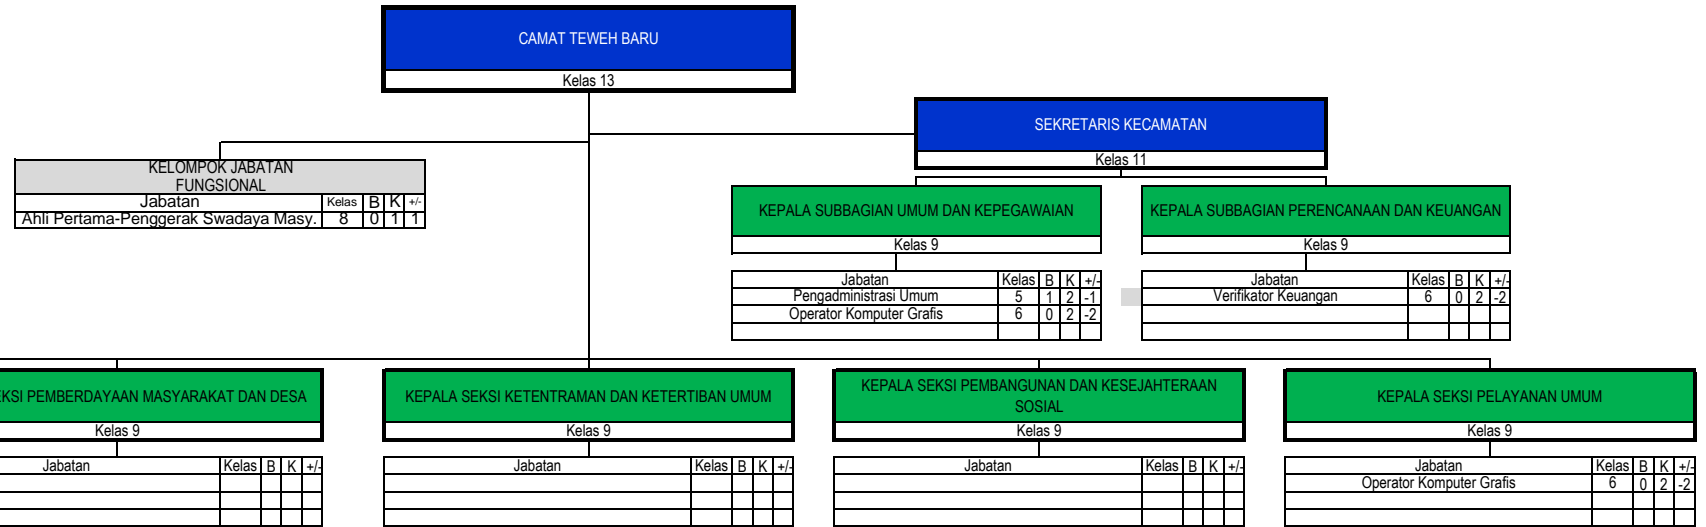 CAMAT TEWEH BARU
Kelas 13
SEKRETARIS KECAMATAN
Kelas 11
KELOMPOK JABATAN
FUNGSIONAL
Jabatan Kelas B K +/-
Ahli Pertama-Penggerak Swadaya Masy. 8 0 1 1
KEPALA SUBBAGIAN UMUM DAN KEPEGAWAIAN
Kelas 9
Jabatan Kelas B K +/-
Pengadministrasi Umum 5 1 2 -1
Operator Komputer Grafis 6 0 2 -2
KEPALA SUBBAGIAN PERENCANAAN DAN KEUANGAN
Kelas 9
Jabatan Kelas B K +/-
Verifikator Keuangan 6 0 2 -2
PEMBERDAYAAN MASYARAKAT DAN DESA
Kelas 9
Jabatan Kelas B K +/-
KEPALA SEKSI KETENTRAMAN DAN KETERTIBAN UMUM
Kelas 9
Jabatan Kelas B K +/-
KEPALA SEKSI PEMBANGUNAN DAN KESEJAHTERAAN
SOSIAL
Kelas 9
Jabatan Kelas B K +/-
KEPALA SEKSI PELAYANAN UMUM
Kelas 9
Jabatan Kelas B K +/-
Operator Komputer Grafis 6 0 2 -2